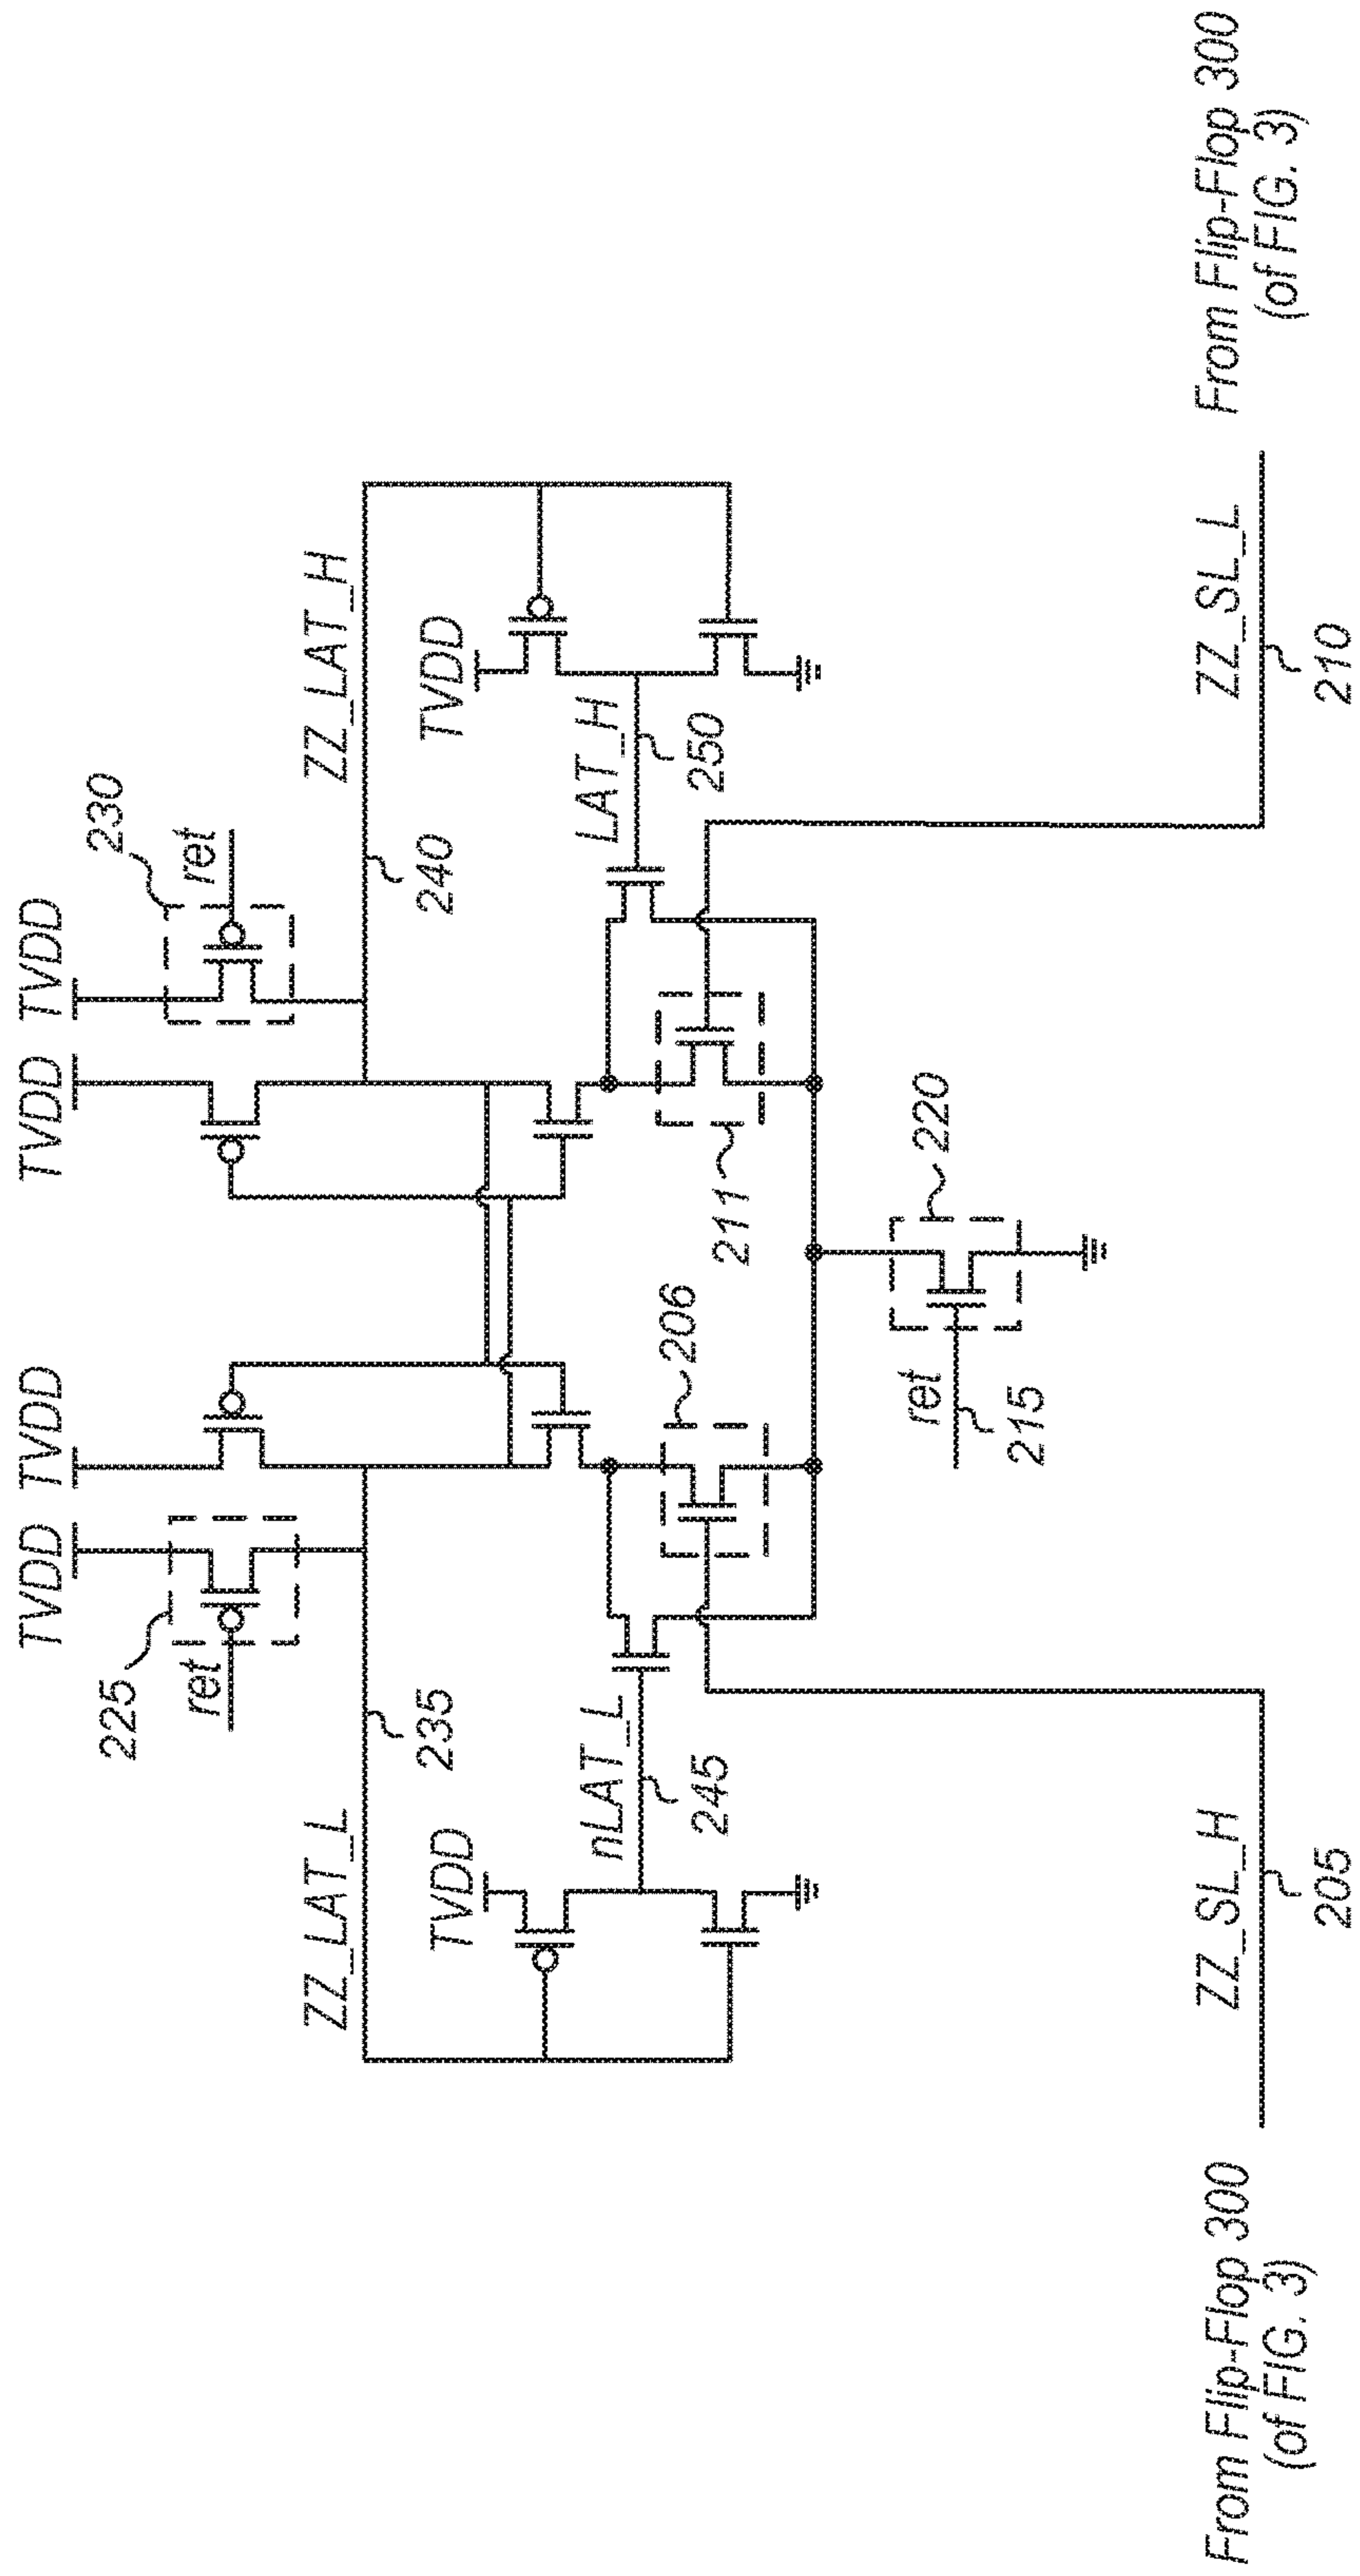 TVDD
TVDD
TVDD
TVDD
225
ret
230
ret
ZZ_LAT_L
235
ZZ_LAT_H
240
TVDD
nLAT_L
245
206
211
LAT_H
250
TVDD
ret
215
220
From Flip-Flop 300
(of FIG. 3)
ZZ_SL_H
205
ZZ_SL_L
210
From Flip-Flop 300
(of FIG. 3)